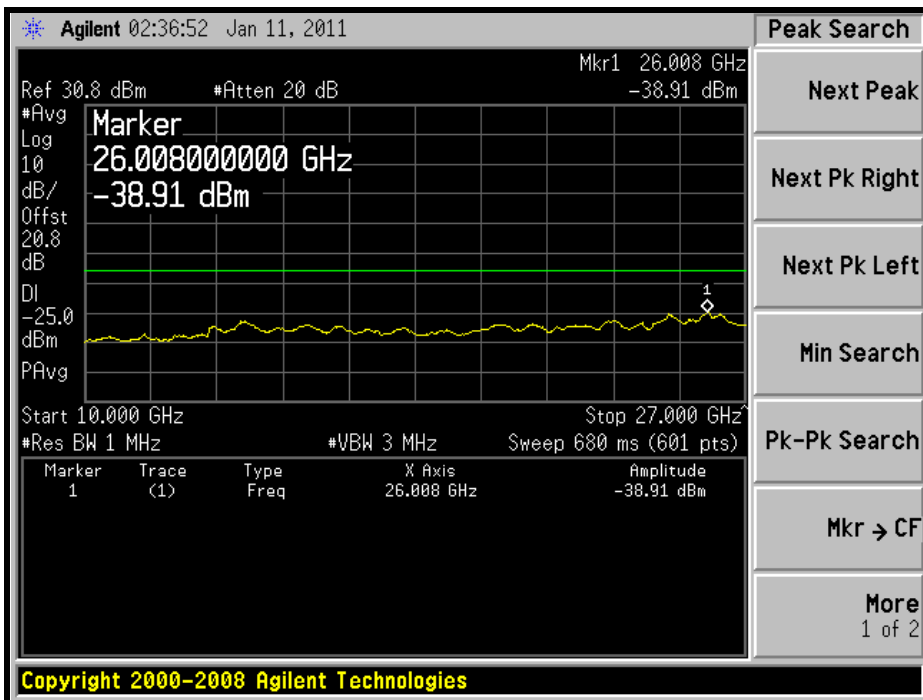 Agilent 02:36:52 Jan 11, 2011
Peak Search
Mkr1 26.008 GHz
Ref 30.8 dBm #Atten 20 dB -38.91 dBm
Next Peak
#Avg
Log
10
dB/
Offst
20.8
dB
DI
-25.0
dBm
PAvg
Marker
26.008000000 GHz
-38.91 dBm
1
Next Pk Right
Next Pk Left
Min Search
Start 10.000 GHz Stop 27.000 GHz^
#Res BW 1 MHz #VBW 3 MHz Sweep 680 ms (601 pts)
Pk-Pk Search
Marker Trace Type X Axis Amplitude
1 (1) Freq 26.008 GHz -38.91 dBm
Mkr → CF
More
1 of 2
Copyright 2000-2008 Agilent Technologies